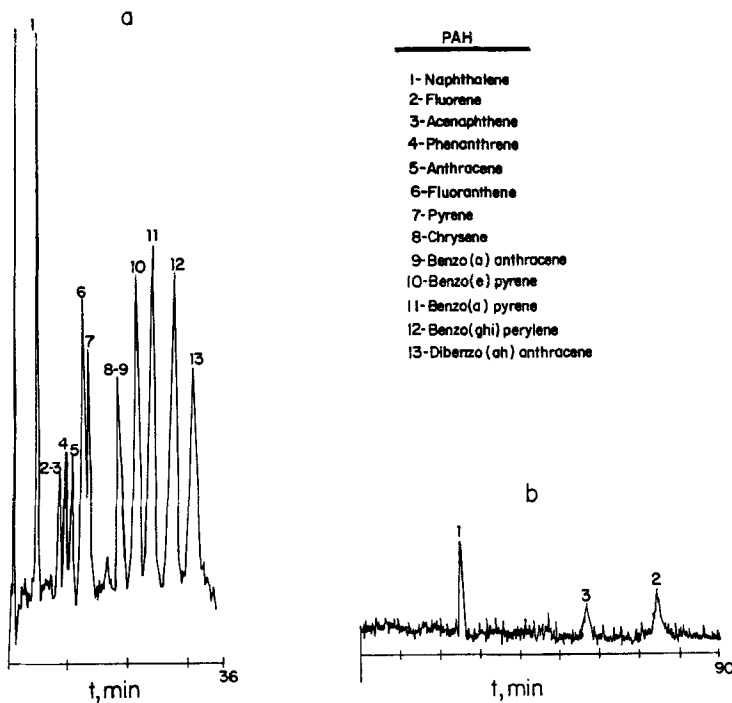 a
1
2-3
4
5
6
7
8-9
10
11
12
13
36
t, min
PAH
1-Naphthalene
2-Fluorene
3-Acenaphthene
4-Phenanthrene
5-Anthracene
6-Fluoranthene
7-Pyrene
8-Chrysene
9-Benzo(a) anthracene
10-Benzo(e) pyrene
11-Benzo(a) pyrene
12-Benzo(ghi) perylene
13-Dibenzo(ah) anthracene
b
1
3
2
90
t, min